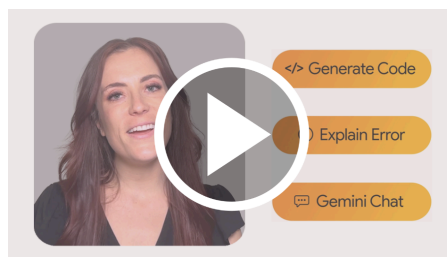 </> Generate Code
Explain Error
Gemini Chat